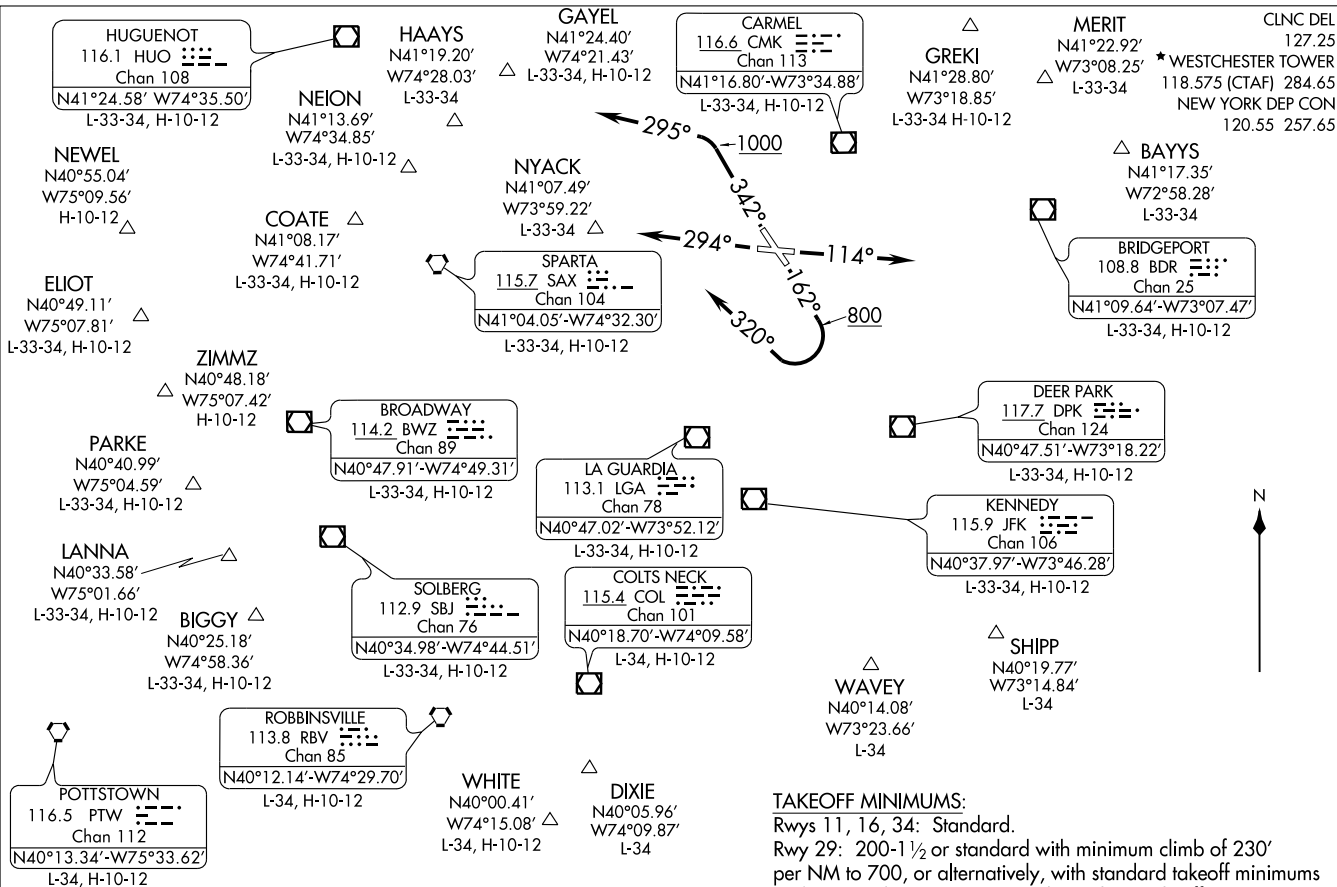 HUGUENOT
116.1 HUO
Chan 108
N41°24.58' W74°35.50'
L-33-34, H-10-12
HAAYS
N41°19.20'
W74°28.03'
L-33-34
GAYEL
N41°24.40'
W74°21.43'
L-33-34, H-10-12
CARMEL
116.6 CMK
Chan 113
N41°16.80'-W73°34.88'
L-33-34, H-10-12
GREKI
N41°28.80'
W73°18.85'
L-33-34 H-10-12
MERIT
N41°22.92'
W73°08.25'
L-33-34
CLNC DEL
127.25
★ WESTCHESTER TOWER
118.575 (CTAF) 284.65
NEW YORK DEP CON
120.55 257.65
NEION
N41°13.69'
W74°34.85'
L-33-34, H-10-12
NEWEL
N40°55.04'
W75°09.56'
H-10-12
COATE
N41°08.17'
W74°41.71'
L-33-34, H-10-12
NYACK
N41°07.49'
W73°59.22'
L-33-34
295°
1000
342°
294°
114°
162°
800
320°
BAYYS
N41°17.35'
W72°58.28'
L-33-34
BRIDGEPORT
108.8 BDR
Chan 25
N41°09.64'-W73°07.47'
L-33-34, H-10-12
SPARTA
115.7 SAX
Chan 104
N41°04.05'-W74°32.30'
L-33-34, H-10-12
ELIOT
N40°49.11'
W75°07.81'
L-33-34, H-10-12
ZIMMZ
N40°48.18'
W75°07.42'
H-10-12
BROADWAY
114.2 BWZ
Chan 89
N40°47.91'-W74°49.31'
L-33-34, H-10-12
LA GUARDIA
113.1 LGA
Chan 78
N40°47.02'-W73°52.12'
L-33-34, H-10-12
DEER PARK
117.7 DPK
Chan 124
N40°47.51'-W73°18.22'
L-33-34, H-10-12
PARKE
N40°40.99'
W75°04.59'
L-33-34, H-10-12
KENNEDY
115.9 JFK
Chan 106
N40°37.97'-W73°46.28'
L-33-34, H-10-12
N
LANNA
N40°33.58'
W75°01.66'
L-33-34, H-10-12
SOLBERG
112.9 SBJ
Chan 76
N40°34.98'-W74°44.51'
L-33-34, H-10-12
COLTS NECK
115.4 COL
Chan 101
N40°18.70'-W74°09.58'
L-34, H-10-12
BIGGY
N40°25.18'
W74°58.36'
L-33-34, H-10-12
SHIPP
N40°19.77'
W73°14.84'
L-34
WAVEY
N40°14.08'
W73°23.66'
L-34
ROBBINSVILLE
113.8 RBV
Chan 85
N40°12.14'-W74°29.70'
L-34, H-10-12
POTTSTOWN
116.5 PTW
Chan 112
N40°13.34'-W75°33.62'
L-34, H-10-12
WHITE
N40°00.41'
W74°15.08'
L-34, H-10-12
DIXIE
N40°05.96'
W74°09.87'
L-34
TAKEOFF MINIMUMS:
Rwys 11, 16, 34: Standard.
Rwy 29: 200-1½ or standard with minimum climb of 230'
per NM to 700, or alternatively, with standard takeoff minimums